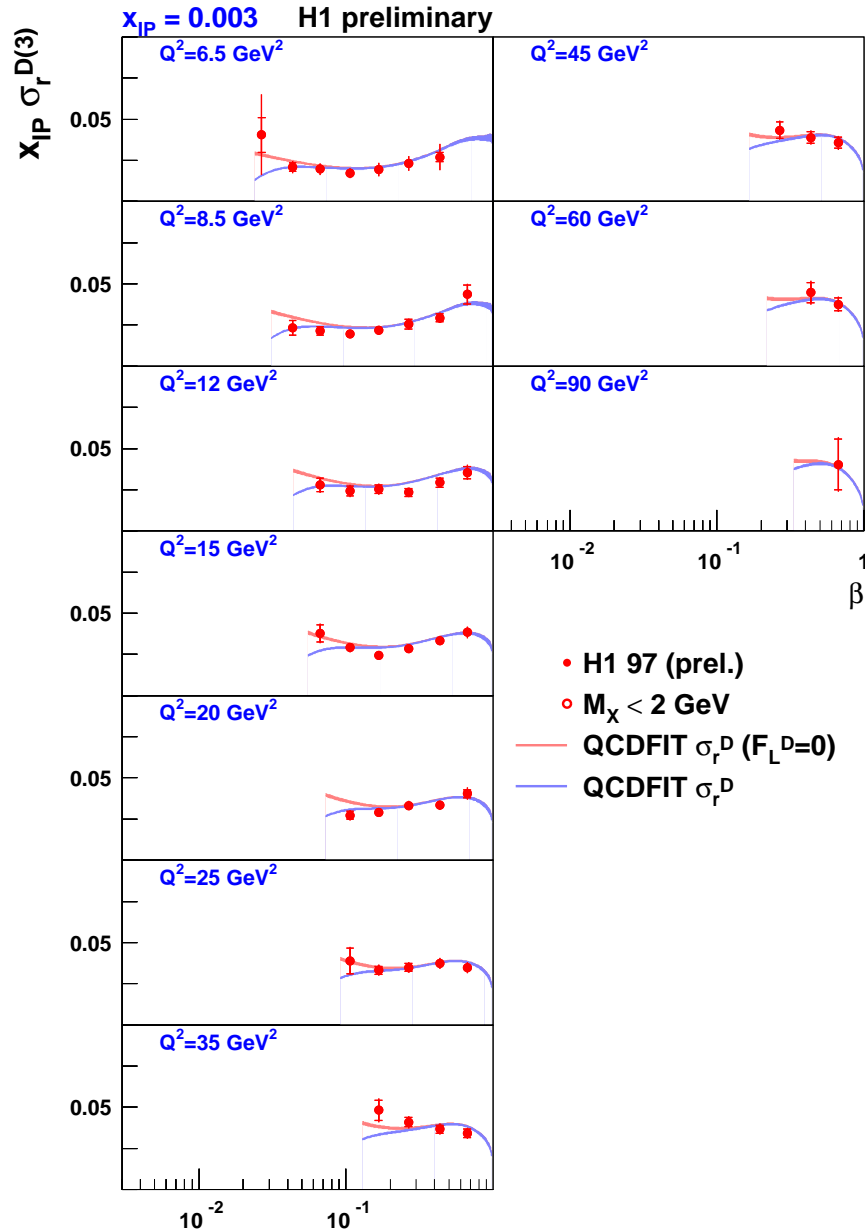 x_IP = 0.003 H1 preliminary
x_IP σ_r^D(3)
Q²=6.5 GeV²
0.05
Q²=8.5 GeV²
0.05
Q²=12 GeV²
0.05
Q²=15 GeV²
0.05
Q²=20 GeV²
0.05
Q²=25 GeV²
0.05
Q²=35 GeV²
0.05
10⁻² 10⁻¹
Q²=45 GeV²
Q²=60 GeV²
Q²=90 GeV²
10⁻² 10⁻¹ 1
β
H1 97 (prel.)
M_X < 2 GeV
QCDFIT σ_r^D (F_L^D=0)
QCDFIT σ_r^D